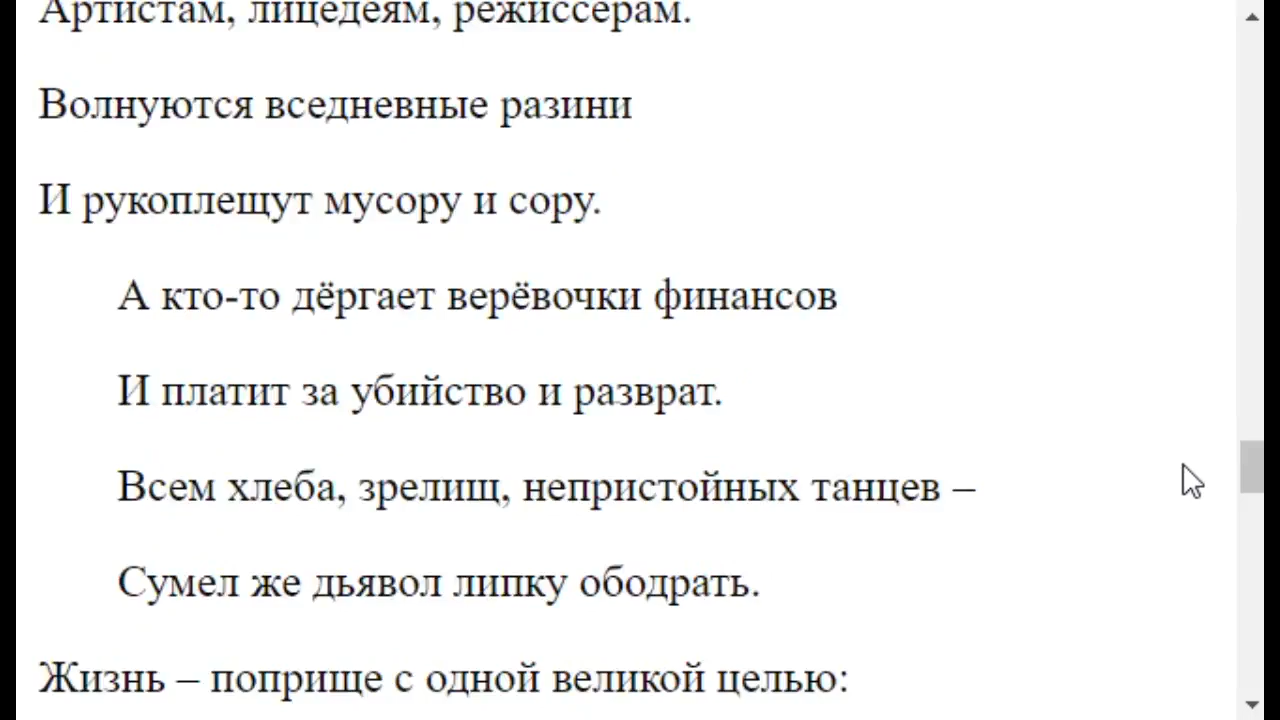 Артистам, лицедеям, режиссерам.
Волнуются вседневные разини
И рукоплещут мусору и сору.
А кто-то дёргает верёвочки финансов
И платит за убийство и разврат.
Всем хлеба, зрелищ, непристойных танцев –
Сумел же дьявол липку ободрать.
Жизнь – поприще с одной великой целью: